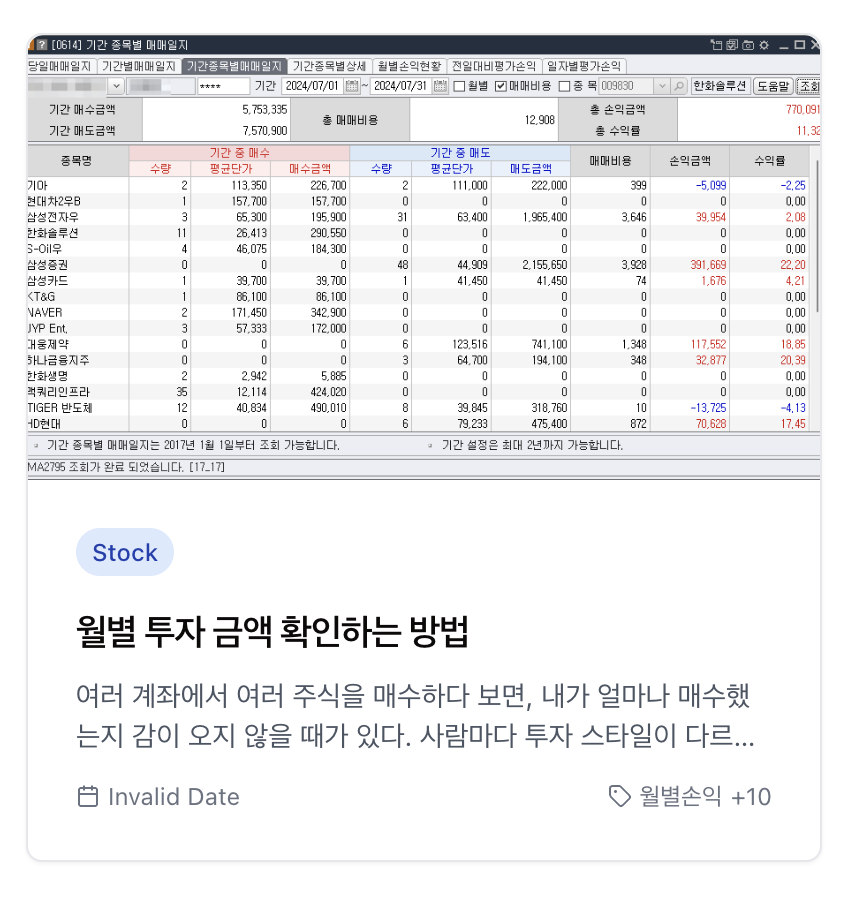 [0614] 기간 종목별 매매일지
당일매매일지 기간별매매일지 기간종목별매매일지 기간종목별상세 월별손익현황 전일대비평가손익 일자별평가손익
**** 기간 2024/07/01 ~ 2024/07/31 월별 매매비용 종 목 009830 한화솔루션 도움말 조회
기간 매수금액 5,753,335 총 매매비용 12,908 총 손익금액 770,091
기간 매도금액 7,570,900 총 수익률 11,32
종목명 기간 중 매수 기간 중 매도 매매비용 손익금액 수익률
수량 평균단가 매수금액 수량 평균단가 매도금액
기아 2 113,350 226,700 2 111,000 222,000 399 -5,099 -2,25
현대차2우B 1 157,700 157,700 0 0 0 0 0 0,00
삼성전자우 3 65,300 195,900 31 63,400 1,965,400 3,646 39,954 2,08
한화솔루션 11 26,413 290,550 0 0 0 0 0 0,00
S-Oil우 4 46,075 184,300 0 0 0 0 0 0,00
삼성증권 0 0 0 48 44,909 2,155,650 3,928 391,669 22,20
삼성카드 1 39,700 39,700 1 41,450 41,450 74 1,676 4,21
KT&G 1 86,100 86,100 0 0 0 0 0 0,00
NAVER 2 171,450 342,900 0 0 0 0 0 0,00
JYP Ent, 3 57,333 172,000 0 0 0 0 0 0,00
대웅제약 0 0 0 6 123,516 741,100 1,348 117,552 18,85
하나금융지주 0 0 0 3 64,700 194,100 348 32,877 20,39
한화생명 2 2,942 5,885 0 0 0 0 0 0,00
맥쿼리인프라 35 12,114 424,020 0 0 0 0 0 0,00
TIGER 반도체 12 40,834 490,010 8 39,845 318,760 10 -13,725 -4,13
HD현대 0 0 0 6 79,233 475,400 872 70,628 17,45
기간 종목별 매매일지는 2017년 1월 1일부터 조회 가능합니다. 기간 설정은 최대 2년까지 가능합니다.
MA2795 조회가 완료 되었습니다. [17_17]
Stock
월별 투자 금액 확인하는 방법
여러 계좌에서 여러 주식을 매수하다 보면, 내가 얼마나 매수했
는지 감이 오지 않을 때가 있다. 사람마다 투자 스타일이 다르...
Invalid Date 월별손익 +10